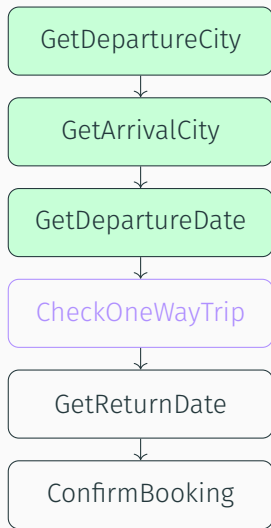 GetDepartureCity
GetArrivalCity
GetDepartureDate
CheckOneWayTrip
GetReturnDate
ConfirmBooking